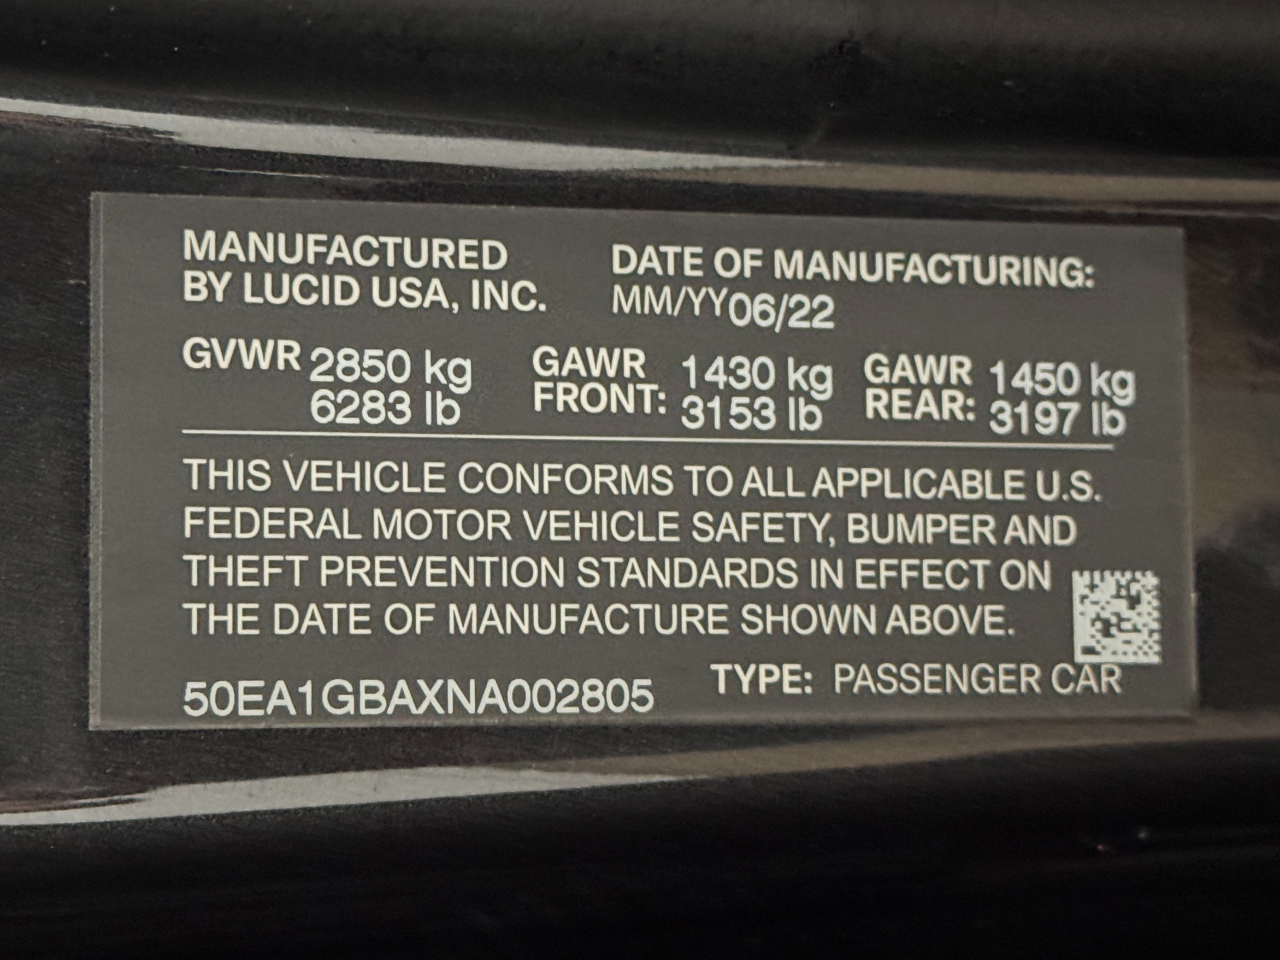 MANUFACTURED
BY LUCID USA, INC.
DATE OF MANUFACTURING:
MM/YY 06/22
GVWR 2850 kg
6283 lb
GAWR
FRONT:
1430 kg
3153 lb
GAWR
REAR:
1450 kg
3197 lb
THIS VEHICLE CONFORMS TO ALL APPLICABLE U.S.
FEDERAL MOTOR VEHICLE SAFETY, BUMPER AND
THEFT PREVENTION STANDARDS IN EFFECT ON
THE DATE OF MANUFACTURE SHOWN ABOVE.
50EA1GBAXNA002805
TYPE: PASSENGER CAR